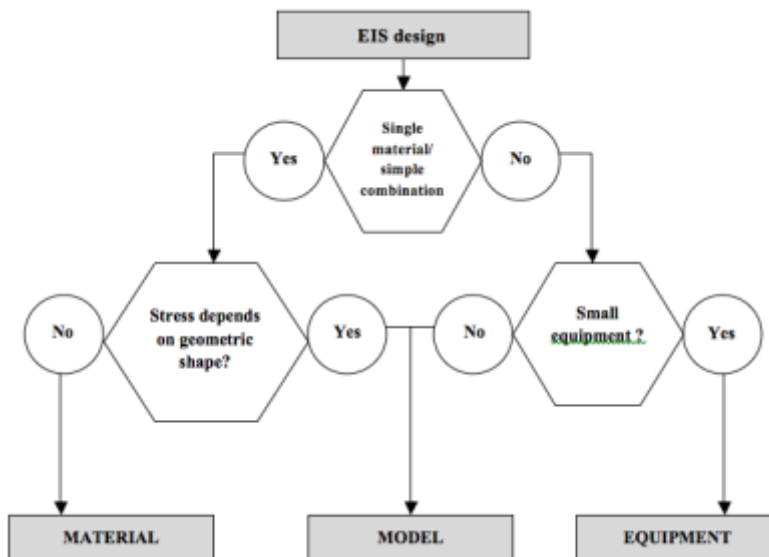 EIS design
Single
material/
simple
combination
Yes
No
Stress depends
on geometric
shape?
No
Yes
Small
equipment ?
No
Yes
MATERIAL
MODEL
EQUIPMENT